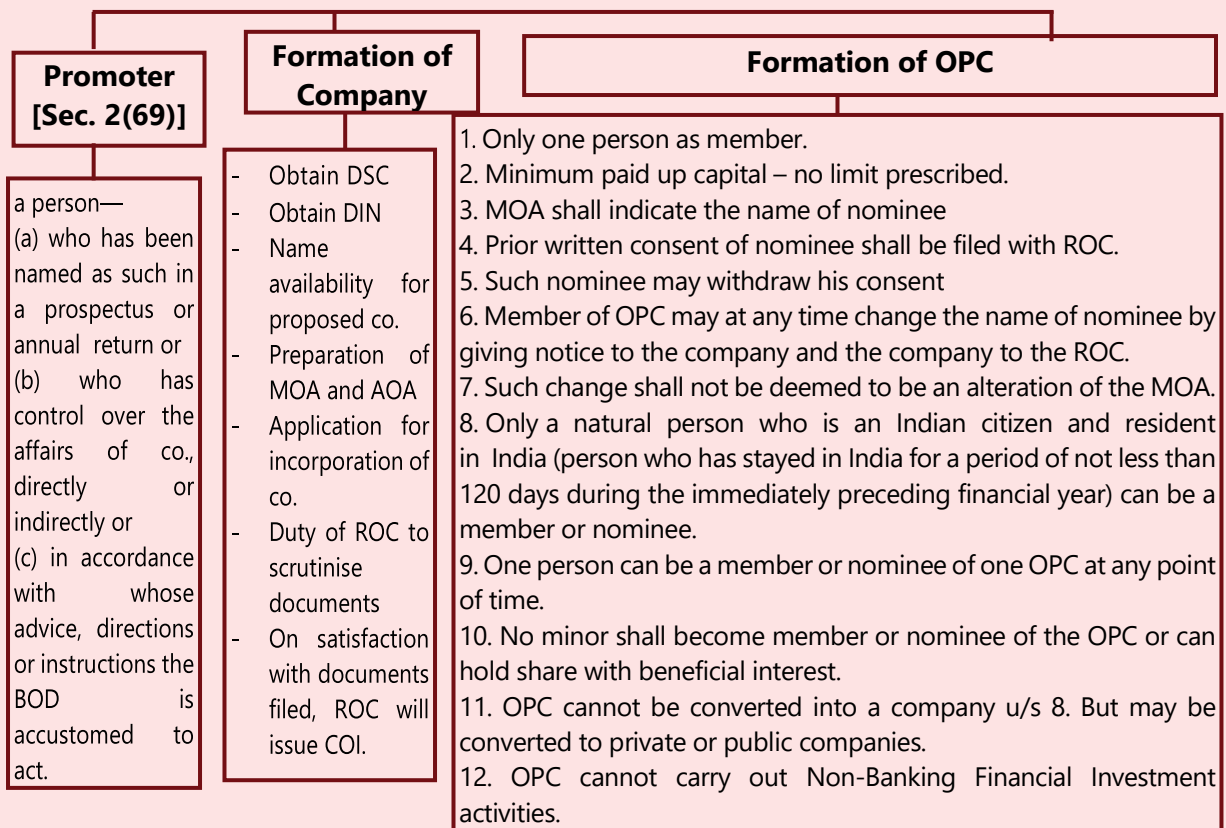 Promoter
[Sec. 2(69)]
a person—
(a) who has been
named as such in
a prospectus or
annual return or
(b) who has
control over the
affairs of co.,
directly or
indirectly or
(c) in accordance
with whose
advice, directions
or instructions the
BOD is
accustomed to
act.
Formation of
Company
- Obtain DSC
- Obtain DIN
- Name
availability for
proposed co.
- Preparation of
MOA and AOA
- Application for
incorporation of
co.
- Duty of ROC to
scrutinise
documents
- On satisfaction
with documents
filed, ROC will
issue COI.
Formation of OPC
1. Only one person as member.
2. Minimum paid up capital – no limit prescribed.
3. MOA shall indicate the name of nominee
4. Prior written consent of nominee shall be filed with ROC.
5. Such nominee may withdraw his consent
6. Member of OPC may at any time change the name of nominee by
giving notice to the company and the company to the ROC.
7. Such change shall not be deemed to be an alteration of the MOA.
8. Only a natural person who is an Indian citizen and resident
in India (person who has stayed in India for a period of not less than
120 days during the immediately preceding financial year) can be a
member or nominee.
9. One person can be a member or nominee of one OPC at any point
of time.
10. No minor shall become member or nominee of the OPC or can
hold share with beneficial interest.
11. OPC cannot be converted into a company u/s 8. But may be
converted to private or public companies.
12. OPC cannot carry out Non-Banking Financial Investment
activities.